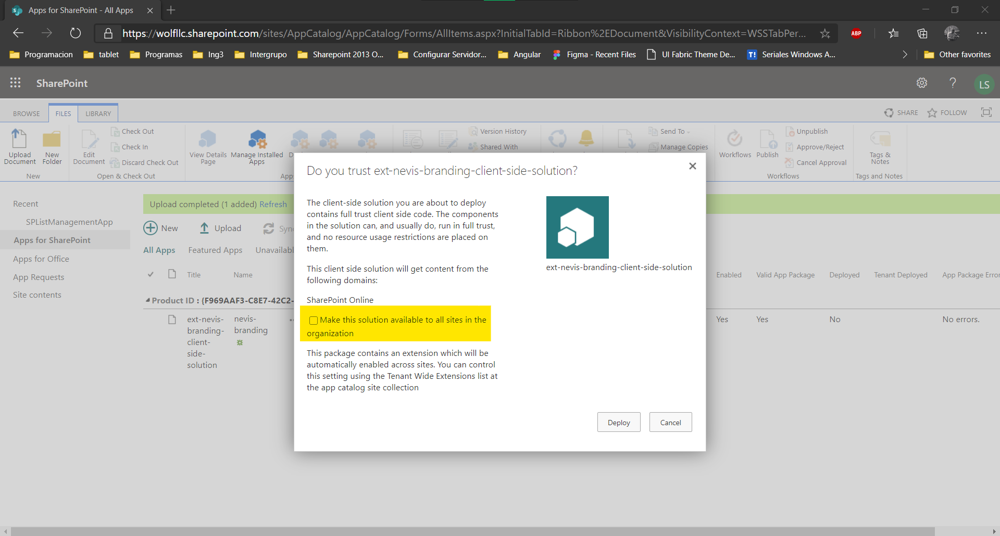 Apps for SharePoint - All Apps
https://wolfllc.sharepoint.com/sites/AppCatalog/AppCatalog/Forms/AllItems.aspx?InitialTabId=Ribbon%2EDocument&VisibilityContext=WSSTabPer...
ABP
Programacion tablet Programas Ing3 Intergrupo Sharepoint 2013 O... Configurar Servidor... Angular Figma - Recent Files UI Fabric Theme De... T! Seriales Windows A... Other favorites
SharePoint
LS
BROWSE FILES LIBRARY SHARE FOLLOW
Upload Document
New Folder
New
Edit Document
Check Out
Check In
Discard Check Out
Open & Check Out
View Details Page
Manage Installed Apps
Version History
Shared With
Send To
Manage Copies
Workflows
Publish
Unpublish
Approve/Reject
Cancel Approval
Workflows
Tags & Notes
Tags and Notes
Recent
SPListManagementApp
Apps for SharePoint
Apps for Office
App Requests
Site contents
Upload completed (1 added) Refresh
New Upload
All Apps Featured Apps
Title Name Enabled Valid App Package Deployed Tenant Deployed App Package Error
Product ID : {F969AAF3-C8E7-42C2-
ext-nevis-
branding-
client-
side-
solution
nevis-
branding
Yes Yes No No errors.
Do you trust ext-nevis-branding-client-side-solution?
The client-side solution you are about to deploy
contains full trust client side code. The components
in the solution can, and usually do, run in full trust,
and no resource usage restrictions are placed on
them.
This client side solution will get content from the
following domains:
SharePoint Online
Make this solution available to all sites in the
organization
This package contains an extension which will be
automatically enabled across sites. You can control
this setting using the Tenant Wide Extensions list at
the app catalog site collection
ext-nevis-branding-client-side-solution
Deploy Cancel